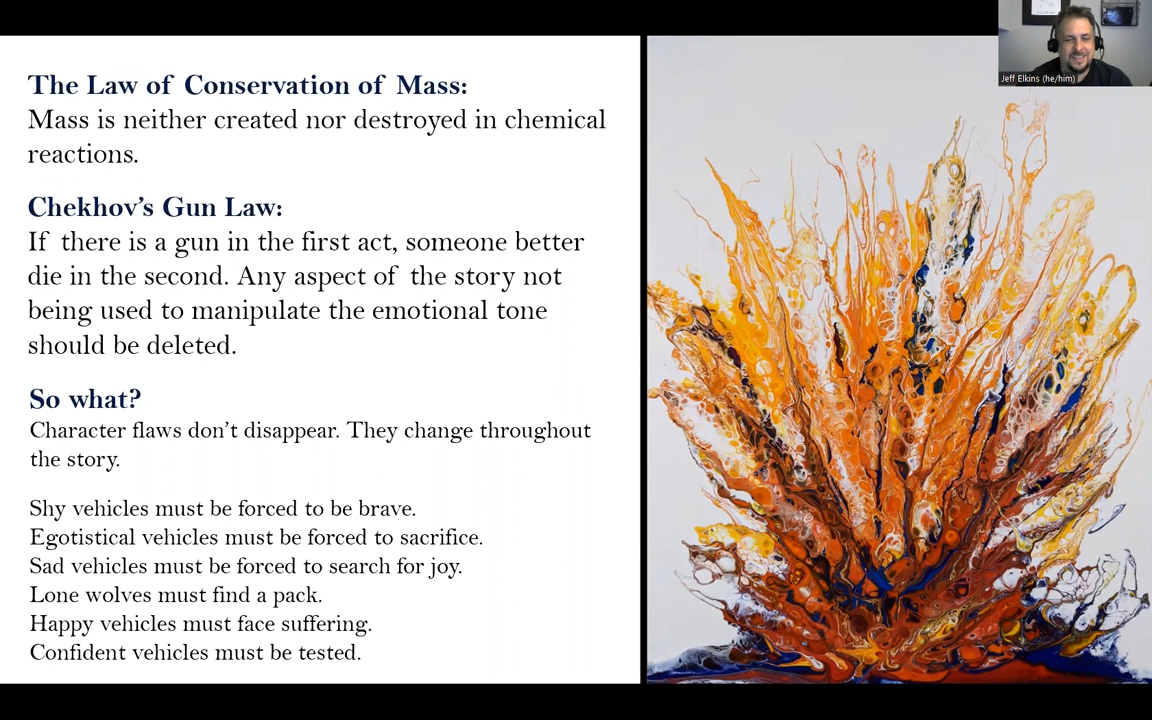 The Law of Conservation of Mass:
Mass is neither created nor destroyed in chemical
reactions.
Chekhov’s Gun Law:
If there is a gun in the first act, someone better
die in the second. Any aspect of the story not
being used to manipulate the emotional tone
should be deleted.
So what?
Character flaws don’t disappear. They change throughout
the story.
Shy vehicles must be forced to be brave.
Egotistical vehicles must be forced to sacrifice.
Sad vehicles must be forced to search for joy.
Lone wolves must find a pack.
Happy vehicles must face suffering.
Confident vehicles must be tested.
Jeff Elkins (he/him)